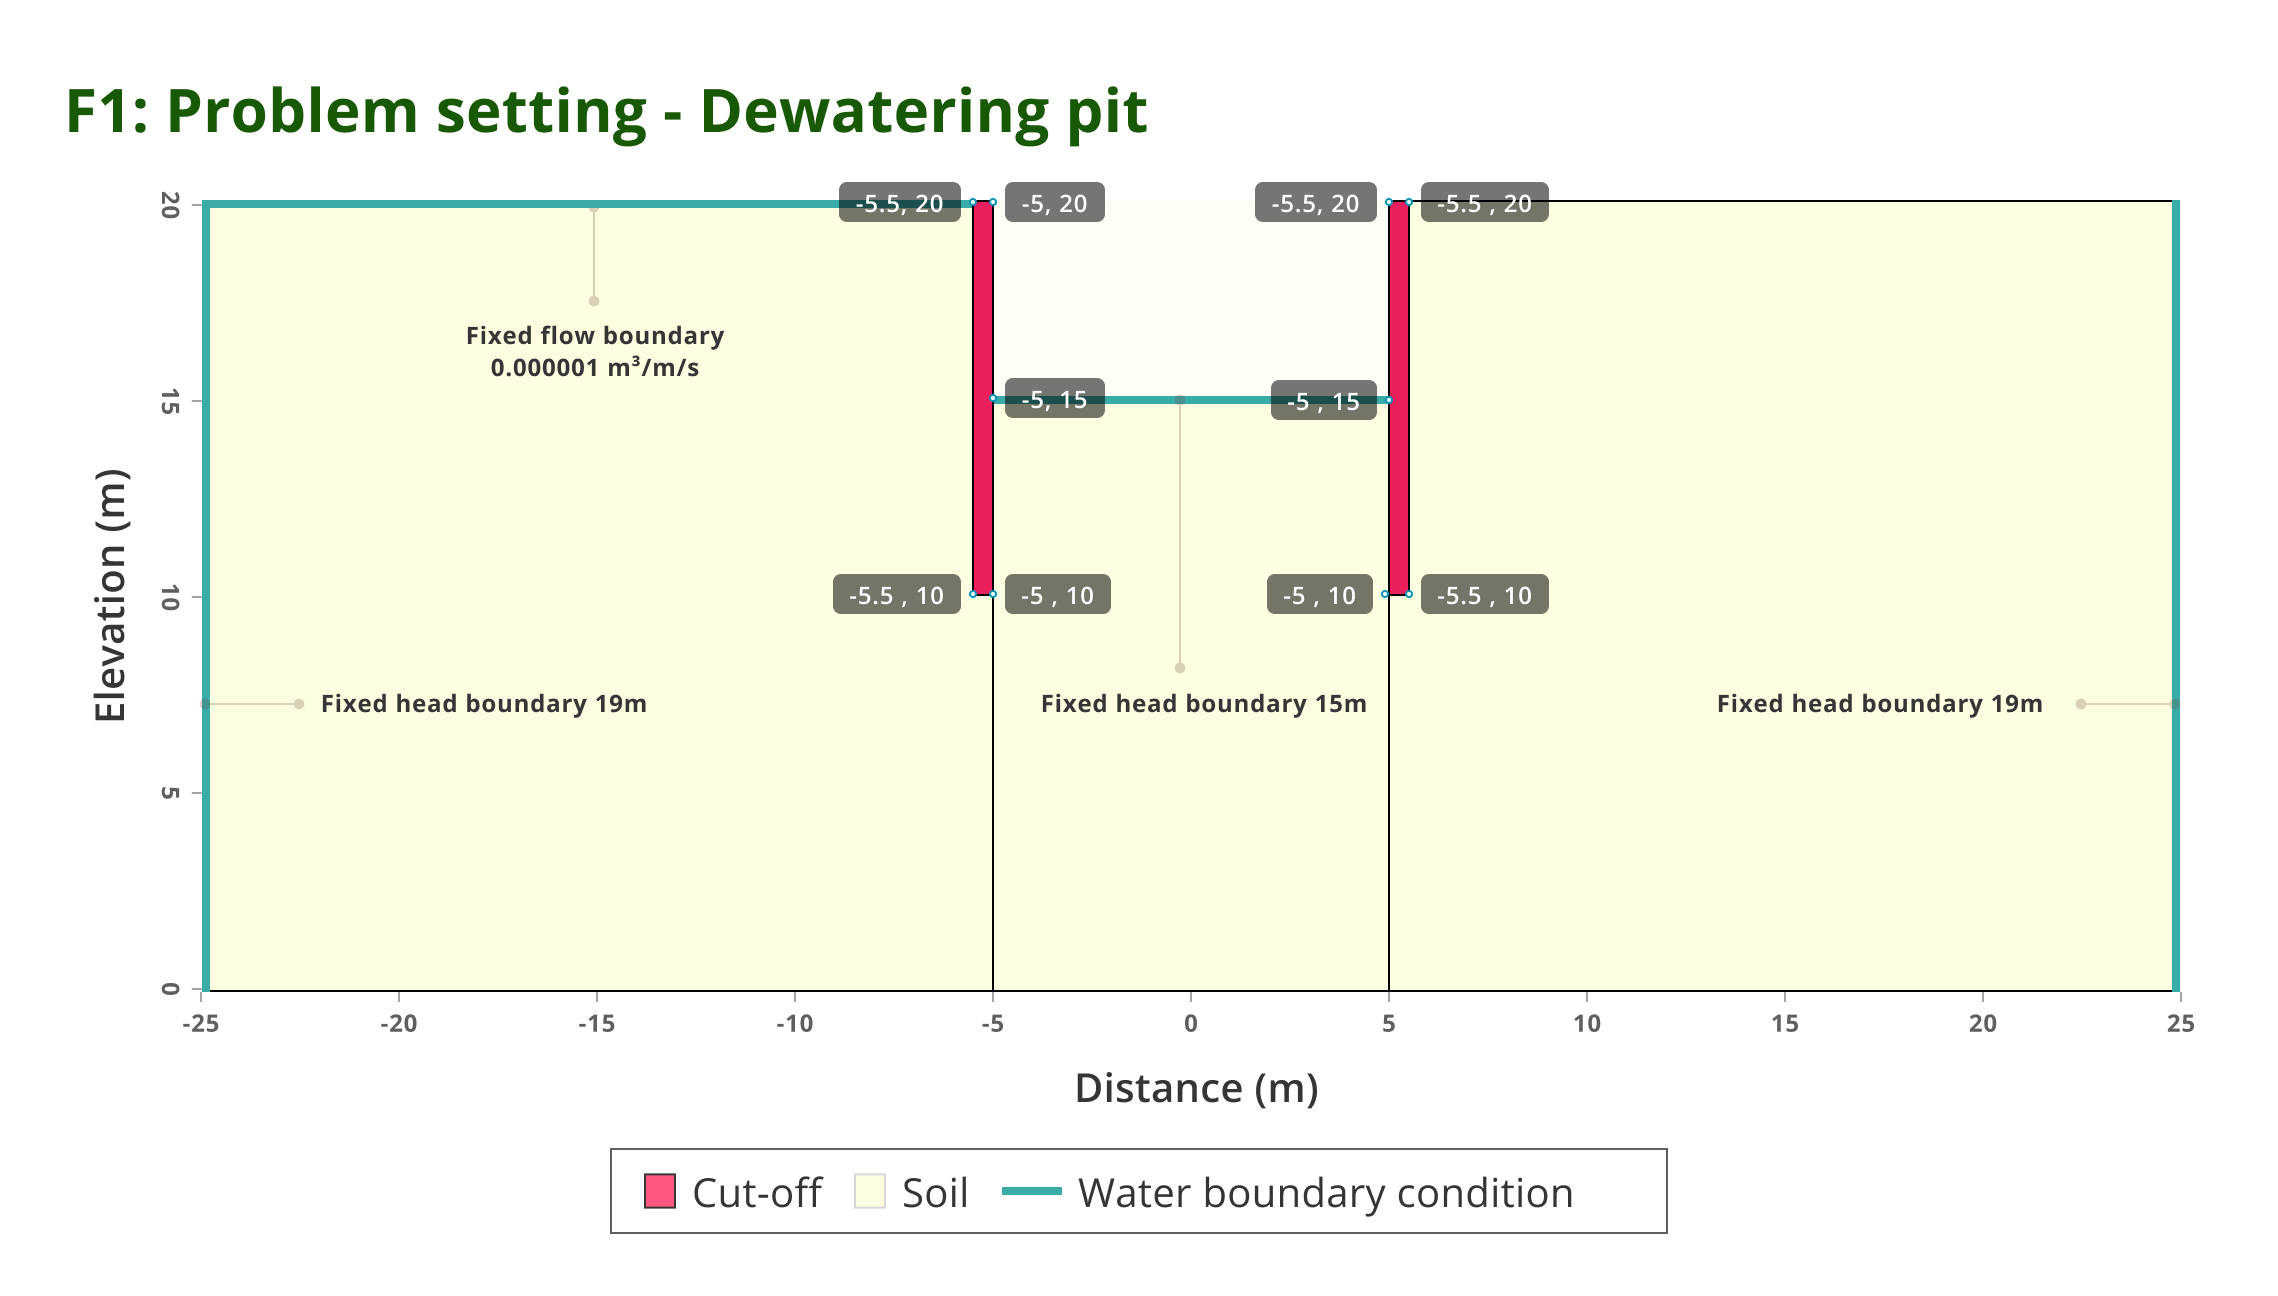 F1: Problem setting - Dewatering pit
-5.5, 20
-5, 20
-5.5, 20
-5.5 , 20
Fixed flow boundary
0.000001 m³/m/s
-5, 15
-5 , 15
-5.5 , 10
-5 , 10
-5 , 10
-5.5 , 10
Fixed head boundary 19m
Fixed head boundary 15m
Fixed head boundary 19m
Elevation (m)
20
15
10
5
0
-25
-20
-15
-10
-5
0
5
10
15
20
25
Distance (m)
Cut-off
Soil
Water boundary condition